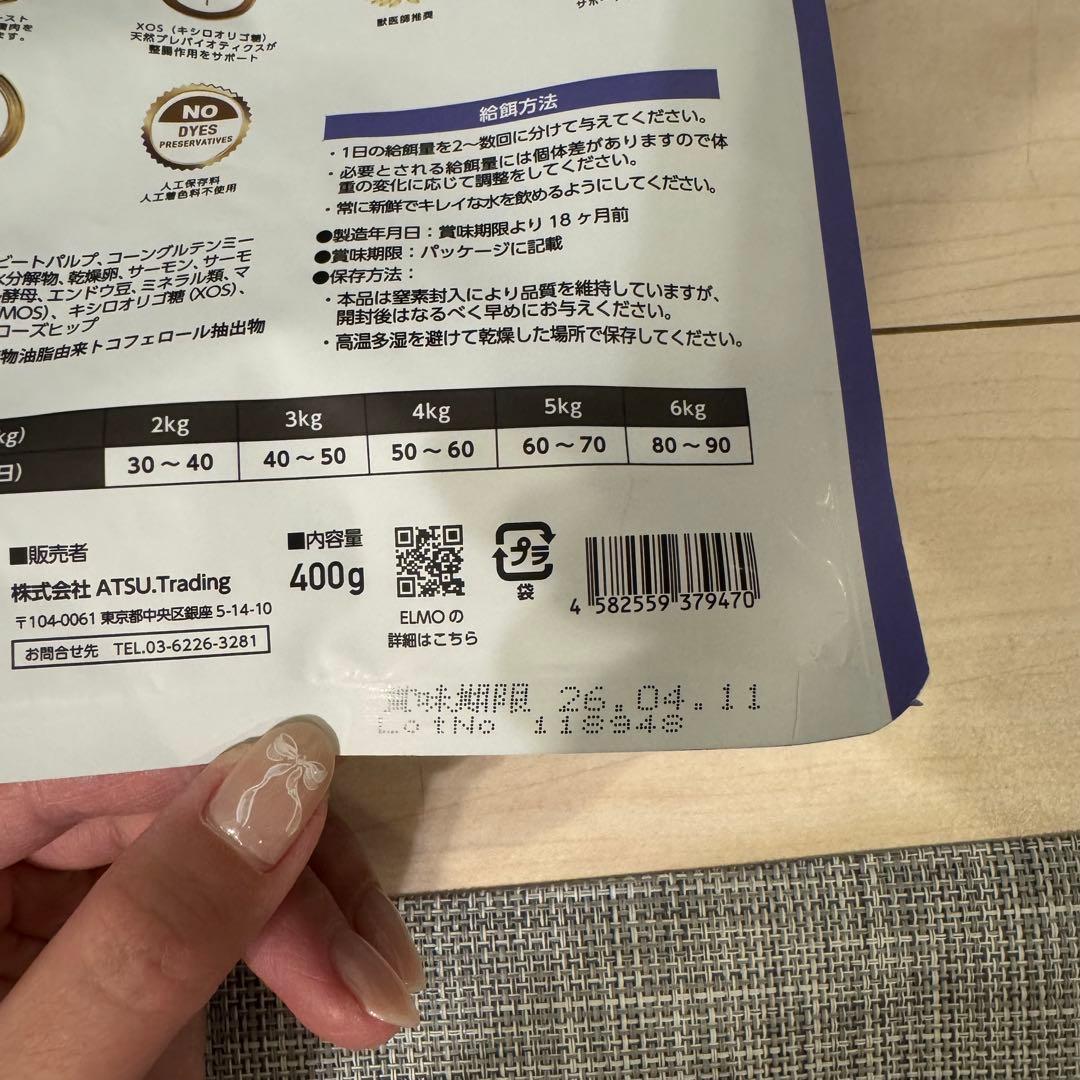 スト
肉を
ます。
XOS（キシロオリゴ糖）
天然プレバイオティクスが
整腸作用をサポート
獣医師推奨
サポ
NO
DYES
PRESERVATIVES
人工保存料
人工着色料不使用
給餌方法
・1日の給餌量を2〜数回に分けて与えてください。
・必要とされる給餌量には個体差がありますので体
重の変化に応じて調整をしてください。
・常に新鮮でキレイな水を飲めるようにしてください。
●製造年月日：賞味期限より 18 ヶ月前
●賞味期限：パッケージに記載
●保存方法：
・本品は窒素封入により品質を維持していますが、
開封後はなるべく早めにお与えください。
・高温多湿を避けて乾燥した場所で保存してください。
ビートパルプ、コーングルテンミー
水分解物、乾燥卵、サーモン、サーモ
酵母、エンドウ豆、ミネラル類、マ
MOS）、キシロオリゴ糖（XOS）、
ローズヒップ
物油脂由来トコフェロール抽出物
kg) 2kg 3kg 4kg 5kg 6kg
日) 30〜40 40〜50 50〜60 60〜70 80〜90
■販売者
株式会社 ATSU.Trading
〒104-0061 東京都中央区銀座 5-14-10
お問合せ先 TEL.03-6226-3281
■内容量
400g
ELMO の
詳細はこちら
プラ
袋
4 582559 379470
賞味期限 26.04.11
LotNo 118948